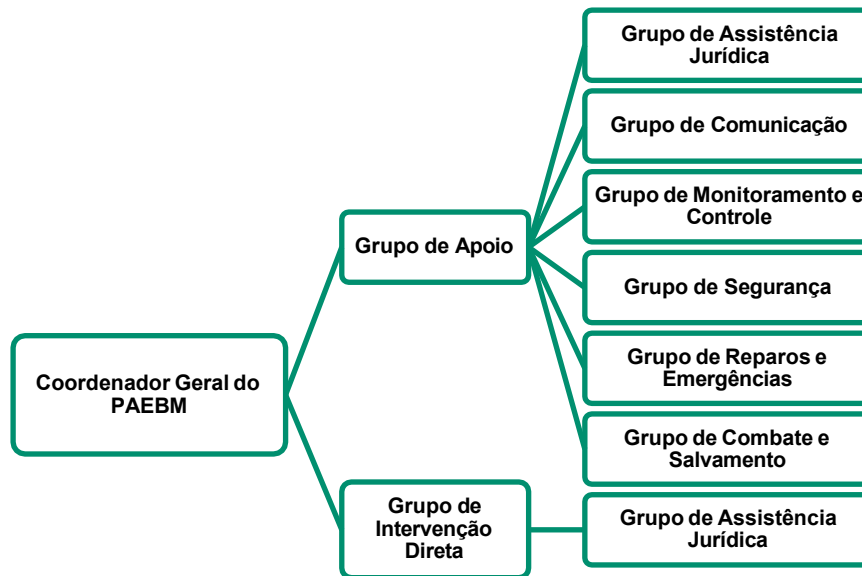 Grupo de Assistência
Jurídica
Grupo de Comunicação
Grupo de Monitoramento e
Controle
Grupo de Apoio
Grupo de Segurança
Coordenador Geral do
PAEBM
Grupo de Reparos e
Emergências
Grupo de Combate e
Salvamento
Grupo de
Intervenção
Direta
Grupo de Assistência
Jurídica